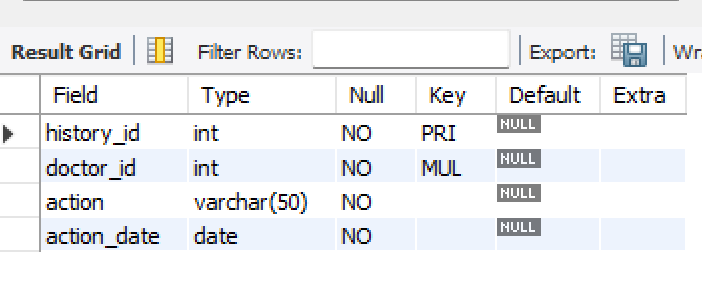 Result Grid Filter Rows: Export: Wr
Field Type Null Key Default Extra
history_id int NO PRI NULL
doctor_id int NO MUL NULL
action varchar(50) NO NULL
action_date date NO NULL